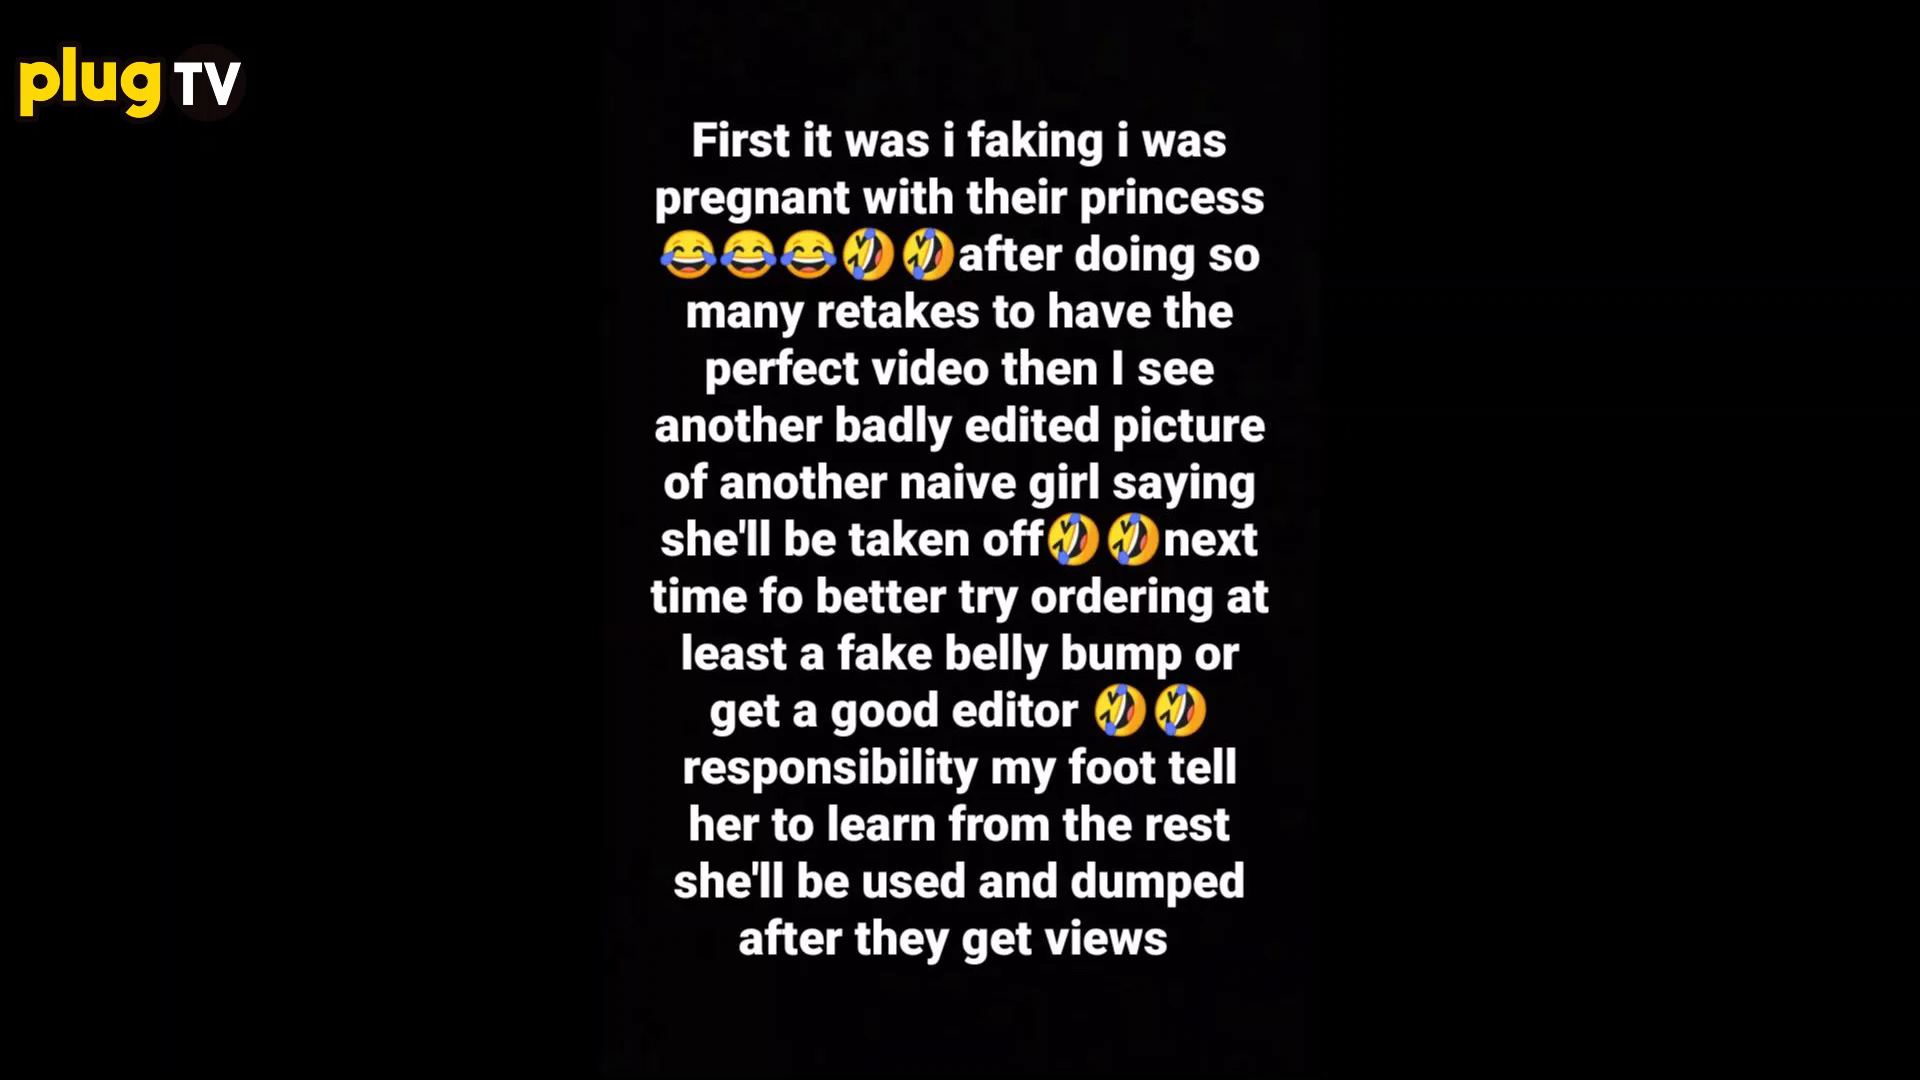 plug TV
First it was i faking i was
pregnant with their princess
😂😂😂🤣🤣after doing so
many retakes to have the
perfect video then I see
another badly edited picture
of another naive girl saying
she'll be taken off🤣🤣next
time fo better try ordering at
least a fake belly bump or
get a good editor 🤣🤣
responsibility my foot tell
her to learn from the rest
she'll be used and dumped
after they get views